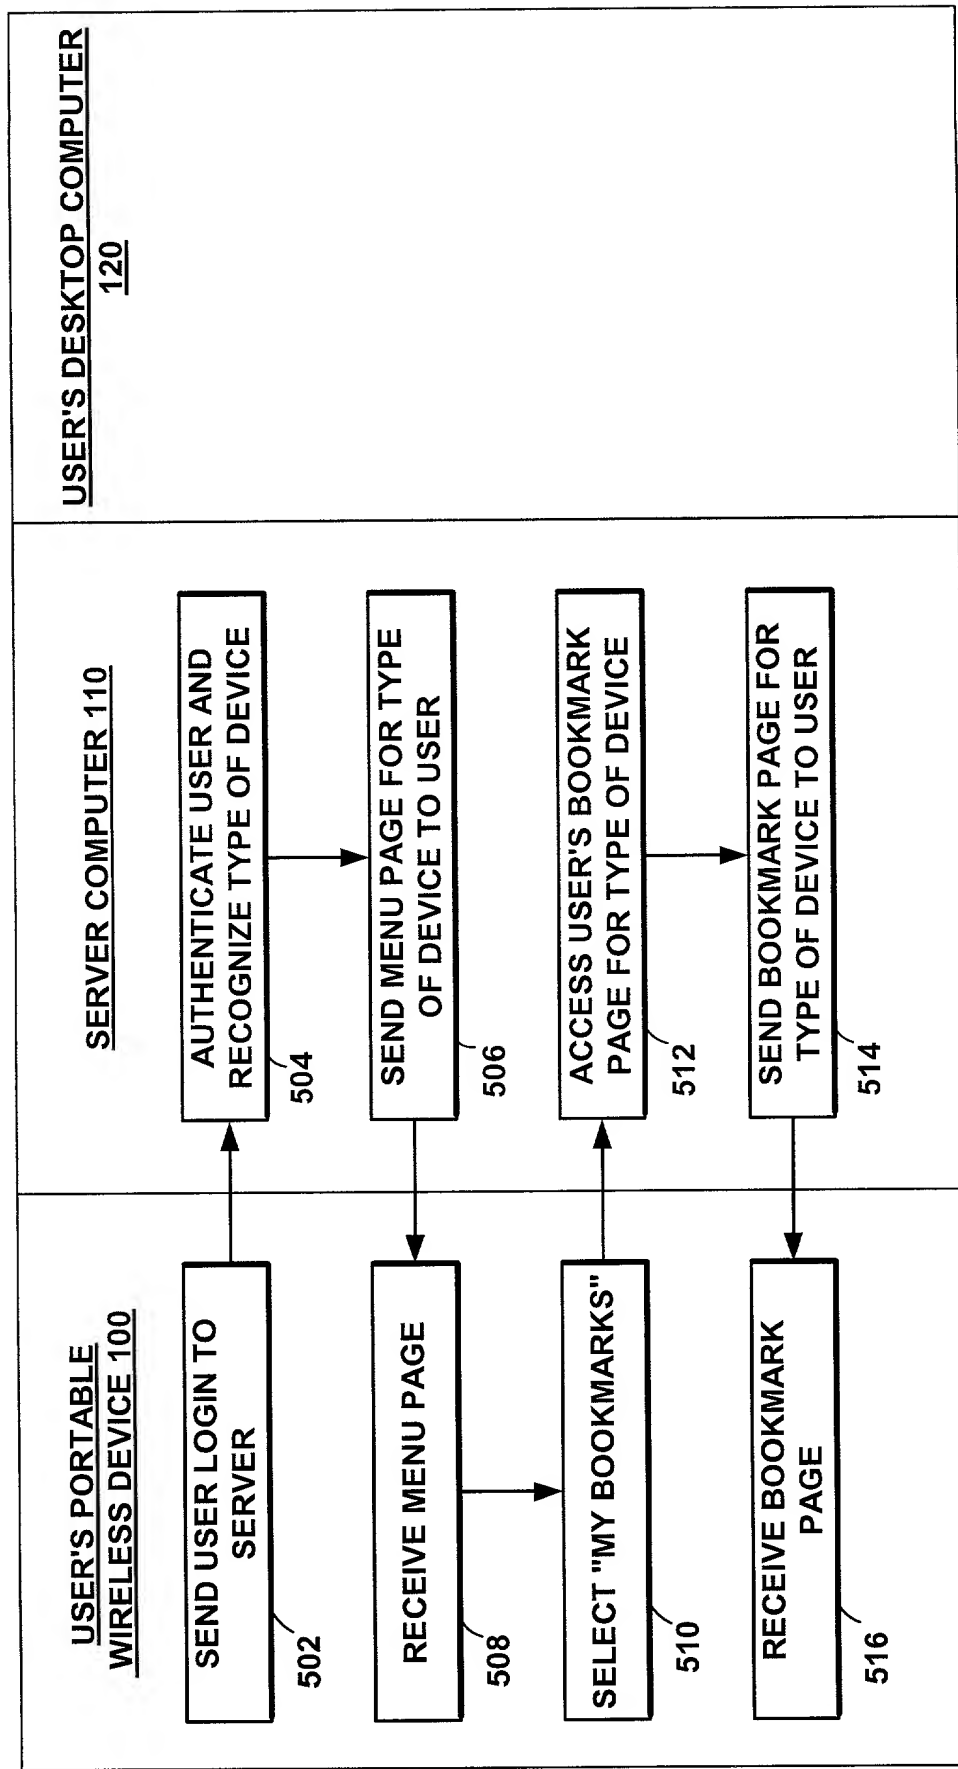 USER'S PORTABLE
WIRELESS DEVICE 100
SERVER COMPUTER 110
USER'S DESKTOP COMPUTER
120
SEND USER LOGIN TO
SERVER
502
AUTHENTICATE USER AND
RECOGNIZE TYPE OF DEVICE
504
SEND MENU PAGE FOR TYPE
OF DEVICE TO USER
506
RECEIVE MENU PAGE
508
SELECT "MY BOOKMARKS"
510
ACCESS USER'S BOOKMARK
PAGE FOR TYPE OF DEVICE
512
SEND BOOKMARK PAGE FOR
TYPE OF DEVICE TO USER
514
RECEIVE BOOKMARK
PAGE
516